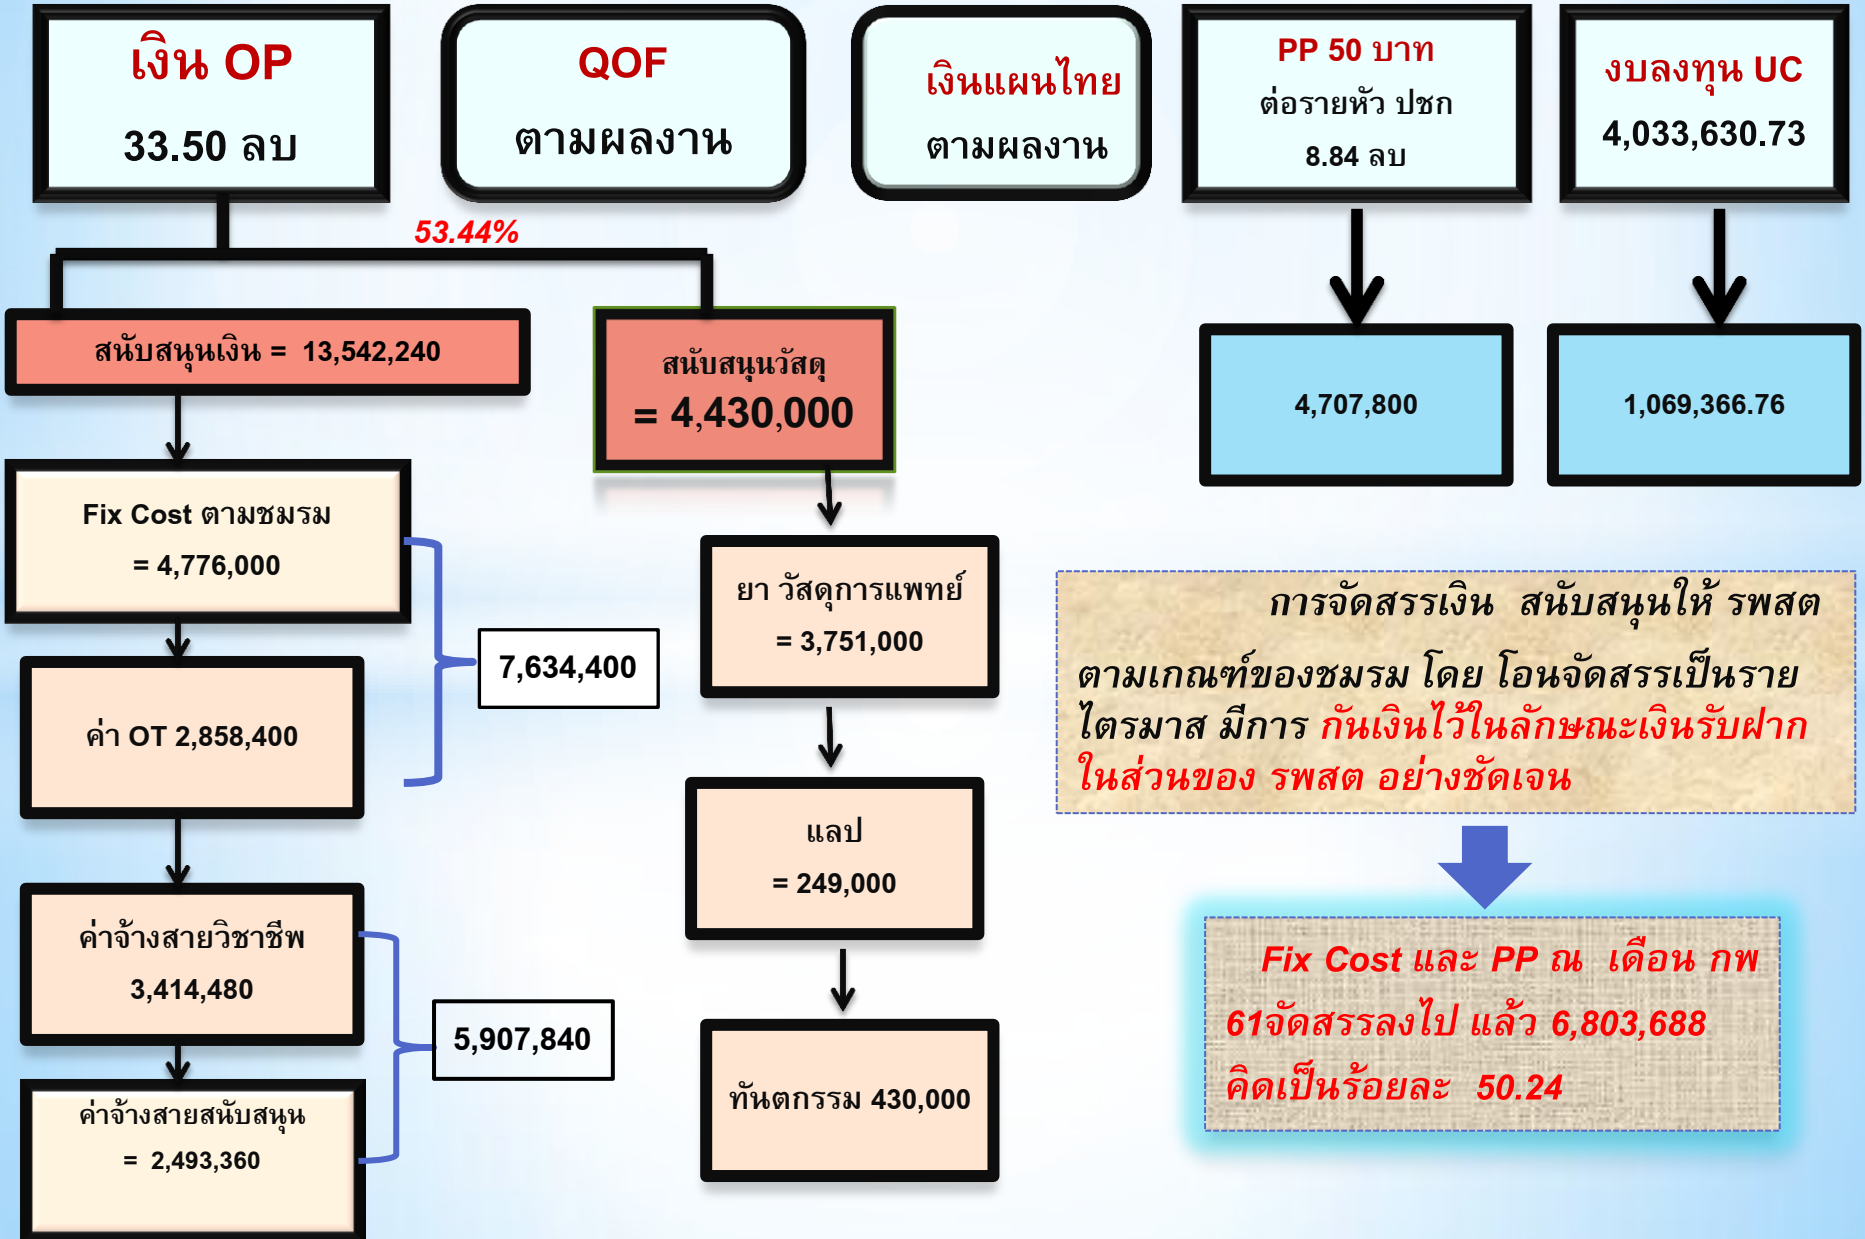 เงิน OP
33.50 ลบ
QOF
ตามผลงาน
เงินแผนไทย
ตามผลงาน
PP 50 บาท
ต่อรายหัว ปชก
8.84 ลบ
งบลงทุน UC
4,033,630.73
53.44%
สนับสนุนเงิน = 13,542,240
สนับสนุนวัสดุ
= 4,430,000
4,707,800
1,069,366.76
Fix Cost ตามชมรม
= 4,776,000
ค่า OT 2,858,400
7,634,400
ค่าจ้างสายวิชาชีพ
3,414,480
ค่าจ้างสายสนับสนุน
= 2,493,360
5,907,840
ยา วัสดุการแพทย์
= 3,751,000
แลป
= 249,000
ทันตกรรม 430,000
การจัดสรรเงิน สนับสนุนให้ รพสต
ตามเกณฑ์ของชมรม โดย โอนจัดสรรเป็นราย
ไตรมาส มีการ กันเงินไว้ในลักษณะเงินรับฝาก
ในส่วนของ รพสต อย่างชัดเจน
Fix Cost และ PP ณ เดือน กพ
61จัดสรรลงไป แล้ว 6,803,688
คิดเป็นร้อยละ 50.24